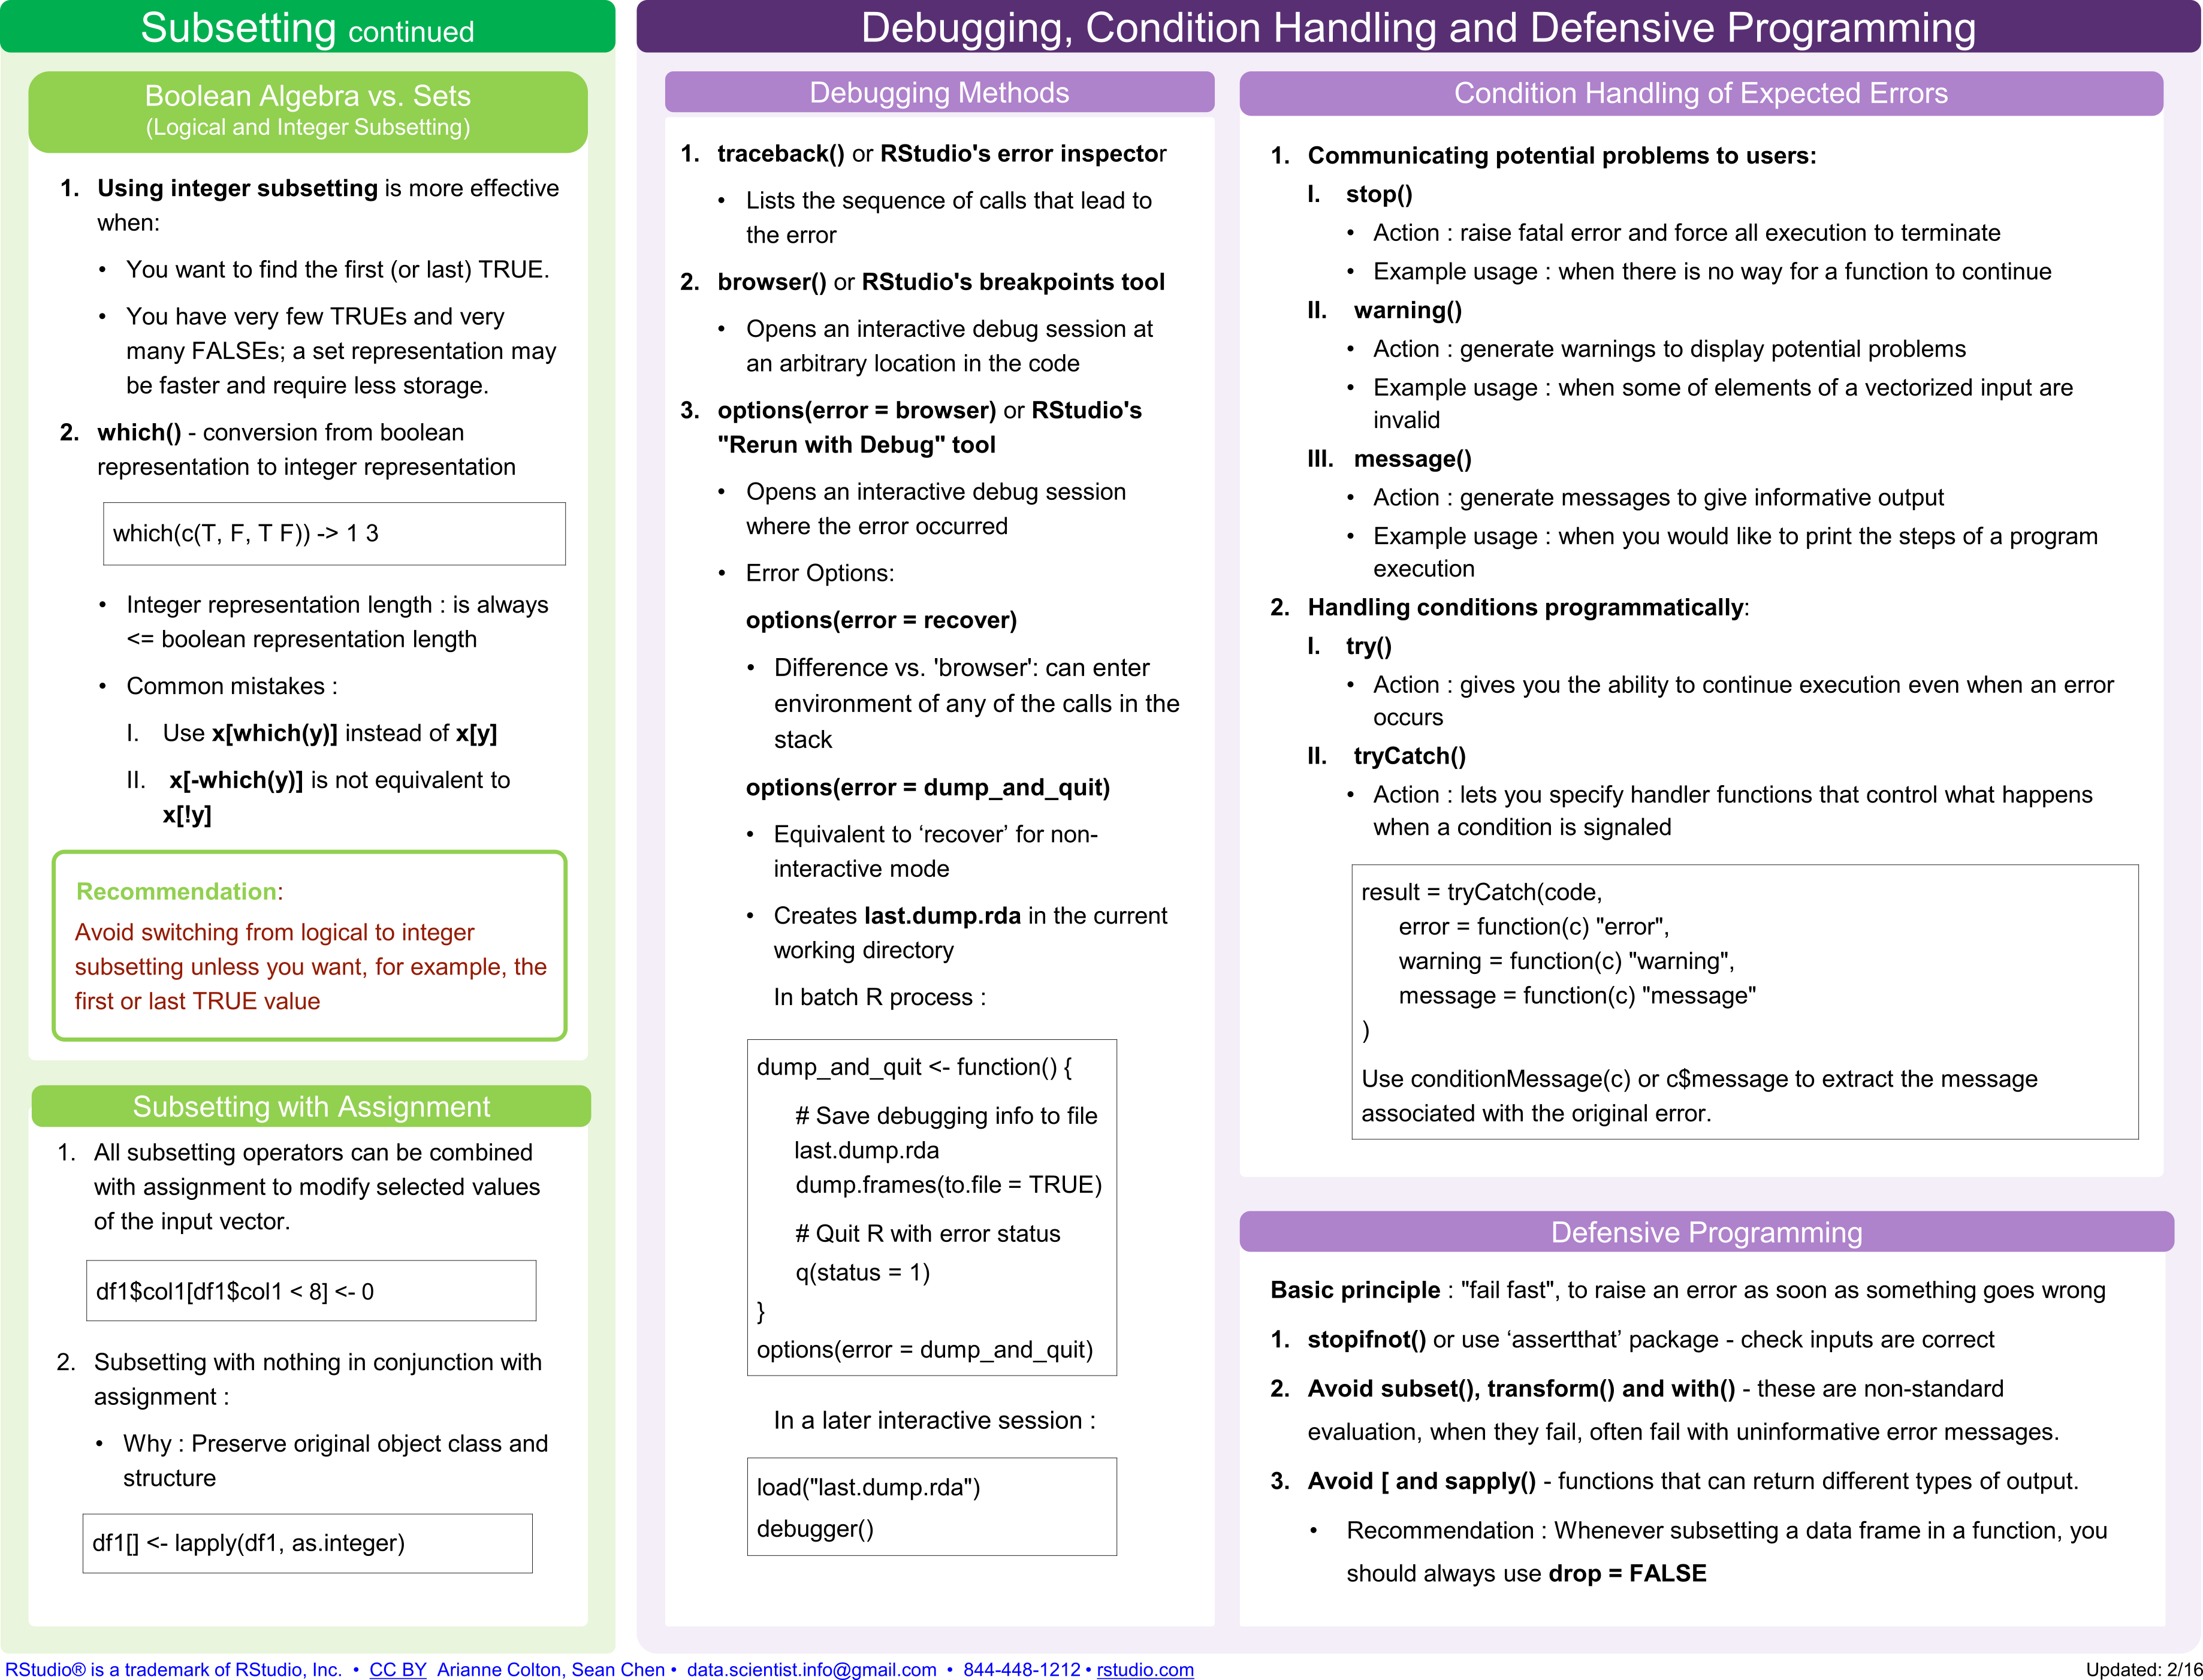 Subsetting continued
Boolean Algebra vs. Sets
(Logical and Integer Subsetting)
1. Using integer subsetting is more effective
when:
• You want to find the first (or last) TRUE.
• You have very few TRUEs and very
many FALSEs; a set representation may
be faster and require less storage.
2. which() - conversion from boolean
representation to integer representation
which(c(T, F, T F)) -> 1 3
• Integer representation length : is always
<= boolean representation length
• Common mistakes :
I. Use x[which(y)] instead of x[y]
II. x[-which(y)] is not equivalent to
x[!y]
Recommendation:
Avoid switching from logical to integer
subsetting unless you want, for example, the
first or last TRUE value
Subsetting with Assignment
1. All subsetting operators can be combined
with assignment to modify selected values
of the input vector.
df1$col1[df1$col1 < 8] <- 0
2. Subsetting with nothing in conjunction with
assignment :
• Why : Preserve original object class and
structure
df1[] <- lapply(df1, as.integer)
Debugging, Condition Handling and Defensive Programming
Debugging Methods
1. traceback() or RStudio's error inspector
• Lists the sequence of calls that lead to
the error
2. browser() or RStudio's breakpoints tool
• Opens an interactive debug session at
an arbitrary location in the code
3. options(error = browser) or RStudio's
"Rerun with Debug" tool
• Opens an interactive debug session
where the error occurred
• Error Options:
options(error = recover)
• Difference vs. 'browser': can enter
environment of any of the calls in the
stack
options(error = dump_and_quit)
• Equivalent to ‘recover’ for non-
interactive mode
• Creates last.dump.rda in the current
working directory
In batch R process :
dump_and_quit <- function() {
# Save debugging info to file
last.dump.rda
dump.frames(to.file = TRUE)
# Quit R with error status
q(status = 1)
}
options(error = dump_and_quit)
In a later interactive session :
load("last.dump.rda")
debugger()
Condition Handling of Expected Errors
1. Communicating potential problems to users:
I. stop()
• Action : raise fatal error and force all execution to terminate
• Example usage : when there is no way for a function to continue
II. warning()
• Action : generate warnings to display potential problems
• Example usage : when some of elements of a vectorized input are
invalid
III. message()
• Action : generate messages to give informative output
• Example usage : when you would like to print the steps of a program
execution
2. Handling conditions programmatically:
I. try()
• Action : gives you the ability to continue execution even when an error
occurs
II. tryCatch()
• Action : lets you specify handler functions that control what happens
when a condition is signaled
result = tryCatch(code,
error = function(c) "error",
warning = function(c) "warning",
message = function(c) "message"
)
Use conditionMessage(c) or c$message to extract the message
associated with the original error.
Defensive Programming
Basic principle : "fail fast", to raise an error as soon as something goes wrong
1. stopifnot() or use ‘assertthat’ package - check inputs are correct
2. Avoid subset(), transform() and with() - these are non-standard
evaluation, when they fail, often fail with uninformative error messages.
3. Avoid [ and sapply() - functions that can return different types of output.
• Recommendation : Whenever subsetting a data frame in a function, you
should always use drop = FALSE
RStudio® is a trademark of RStudio, Inc. • CC BY Arianne Colton, Sean Chen • data.scientist.info@gmail.com • 844-448-1212 • rstudio.com
Updated: 2/16